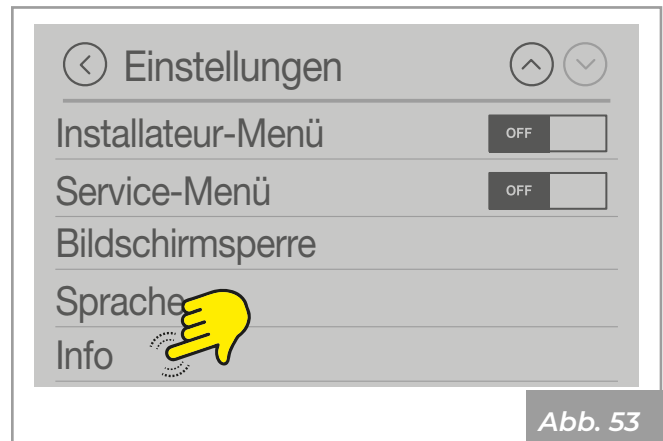 Einstellungen
Installateur-Menü OFF
Service-Menü OFF
Bildschirmsperre
Sprache
Info
Abb. 53